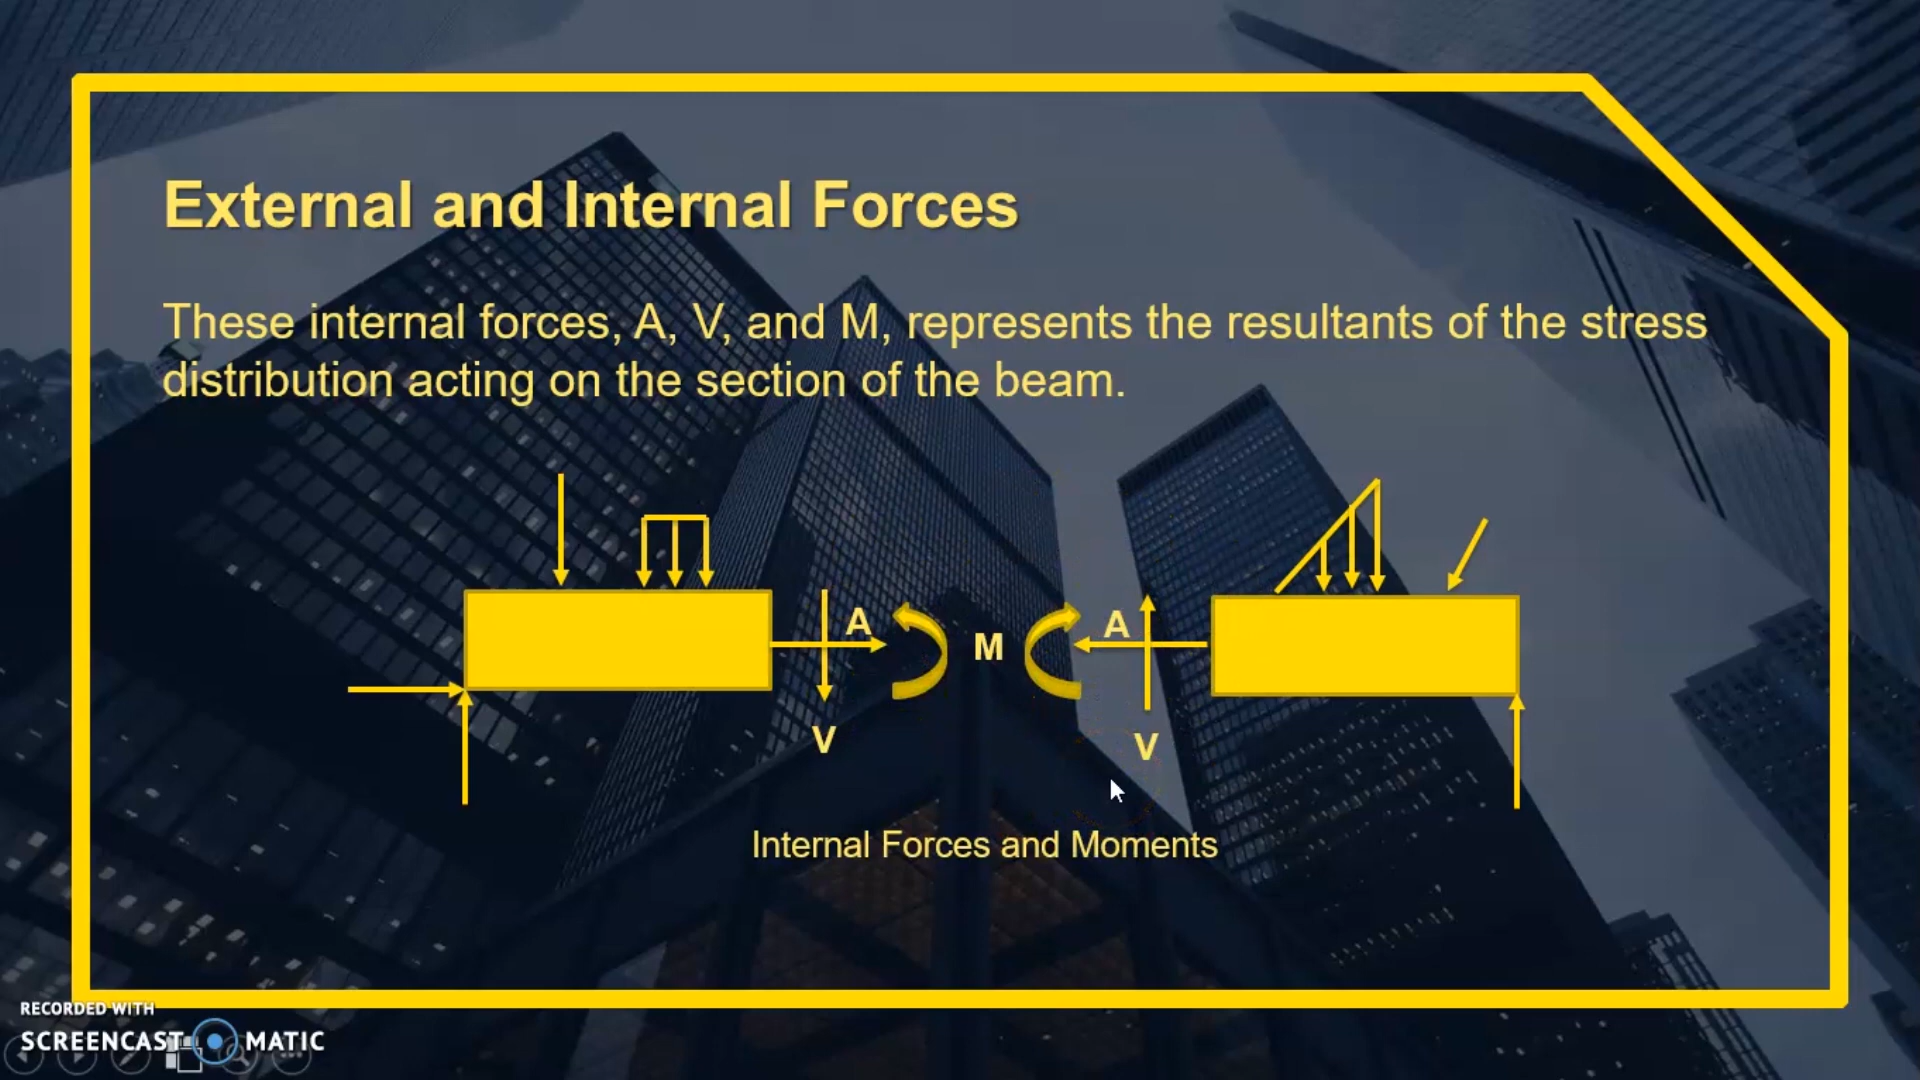 External and Internal Forces
These internal forces, A, V, and M, represents the resultants of the stress
distribution acting on the section of the beam.
A
M
A
V
V
Internal Forces and Moments
RECORDED WITH
SCREENCAST MATIC